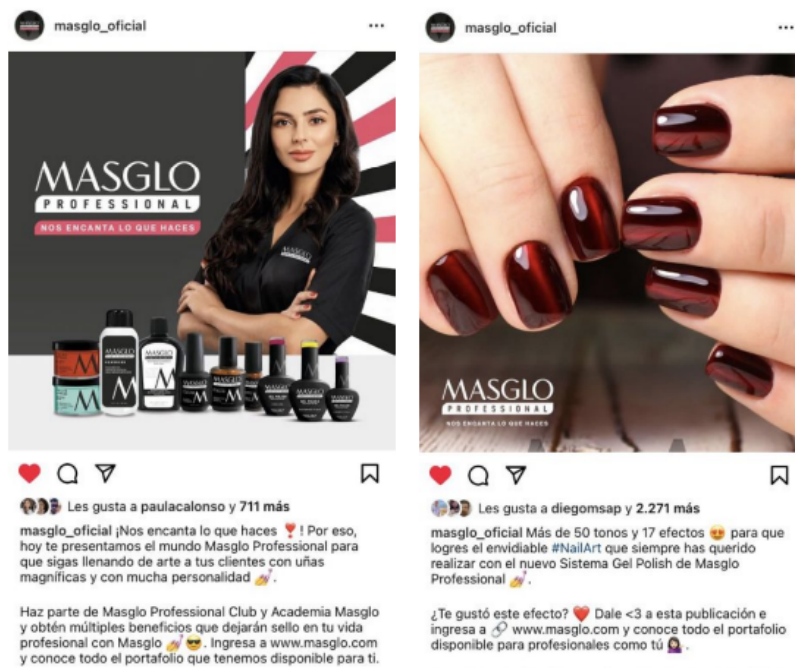 masglo_oficial
MASGLO
PROFESSIONAL
NOS ENCANTA LO QUE HACES
MASGLO
MASGLO
MASGLO
Les gusta a paulacalonso y 711 más
masglo_oficial ¡Nos encanta lo que haces ❣️! Por eso,
hoy te presentamos el mundo Masglo Professional para
que sigas llenando de arte a tus clientes con uñas
magníficas y con mucha personalidad 💅.
Haz parte de Masglo Professional Club y Academia Masglo
y obtén múltiples beneficios que dejarán sello en tu vida
profesional con Masglo 💅😎. Ingresa a www.masglo.com
y conoce todo el portafolio que tenemos disponible para ti.
masglo_oficial
MASGLO
PROFESSIONAL
NOS ENCANTA LO QUE HACES
Les gusta a diegomsap y 2.271 más
masglo_oficial Más de 50 tonos y 17 efectos 😍 para que
logres el envidiable #NailArt que siempre has querido
realizar con el nuevo Sistema Gel Polish de Masglo
Professional 💅.
¿Te gustó este efecto? ❤️ Dale <3 a esta publicación e
ingresa a 🔗 www.masglo.com y conoce todo el portafolio
disponible para profesionales como tú 💁🏻‍♀️.